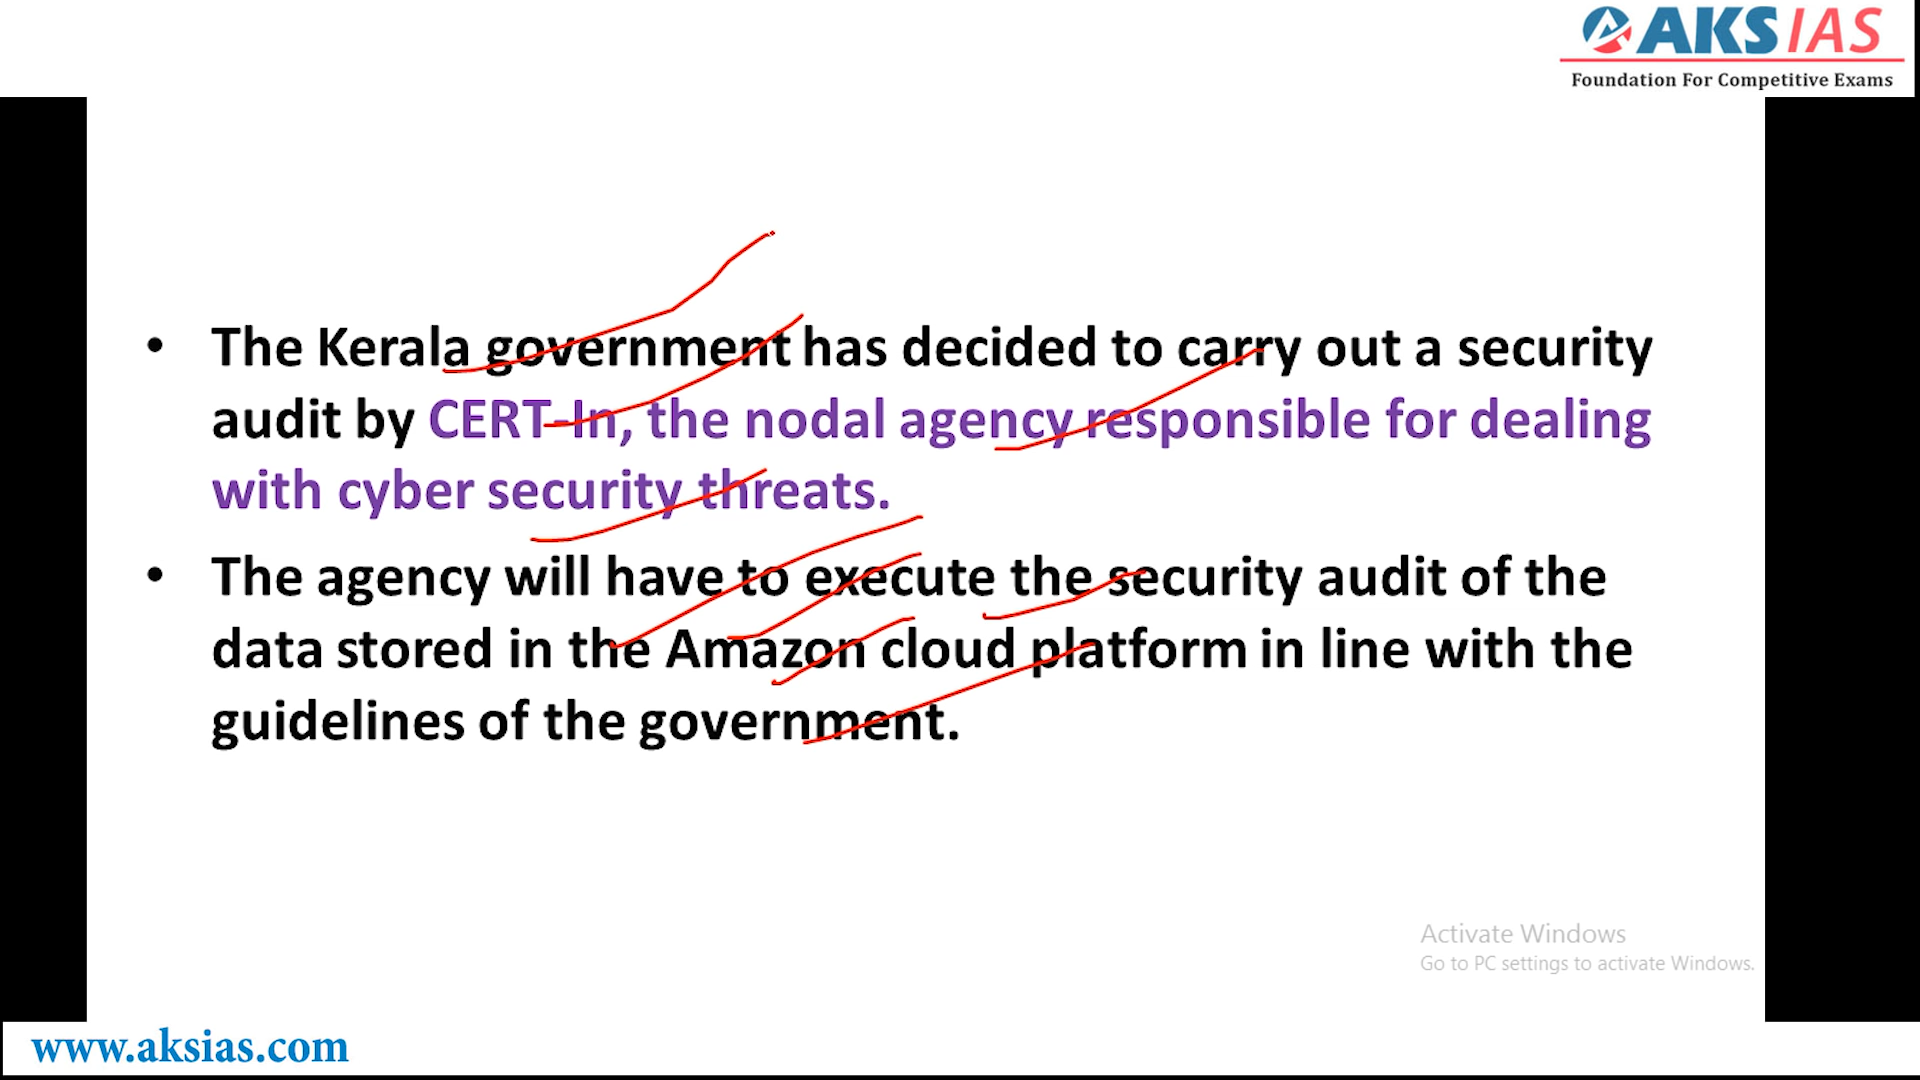 AKS IAS
Foundation For Competitive Exams
• The Kerala government has decided to carry out a security
audit by CERT-In, the nodal agency responsible for dealing
with cyber security threats.
• The agency will have to execute the security audit of the
data stored in the Amazon cloud platform in line with the
guidelines of the government.
Activate Windows
Go to PC settings to activate Windows.
www.aksias.com